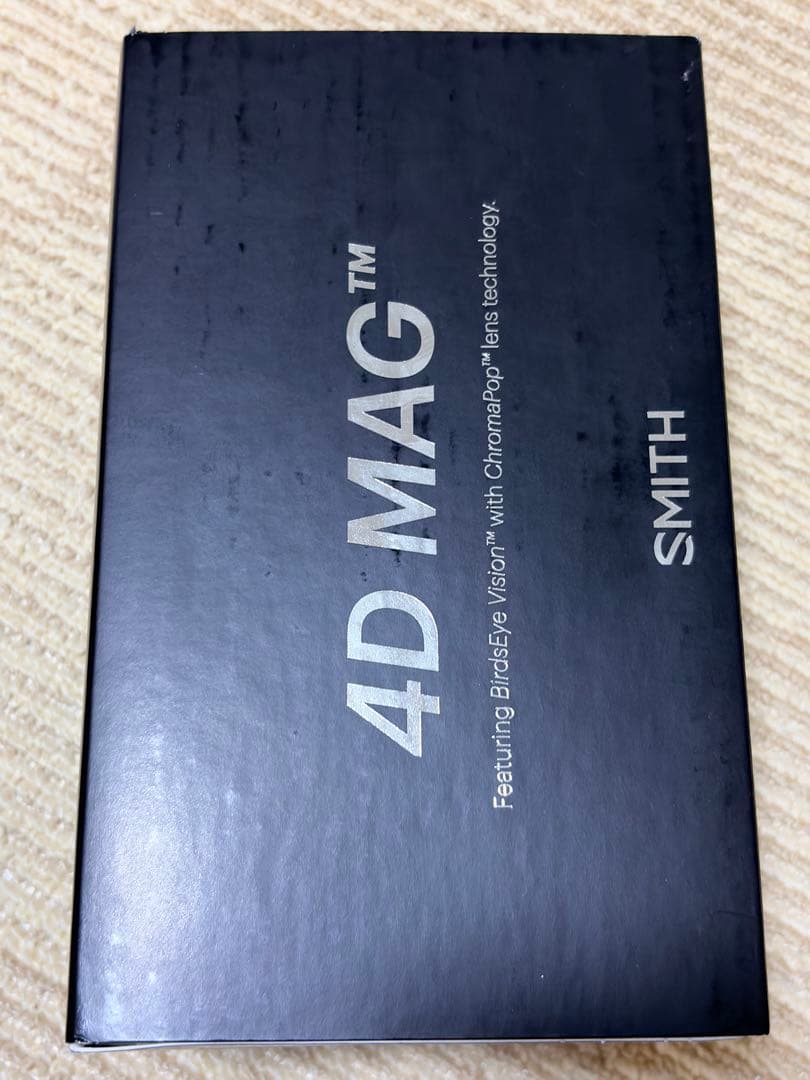 4D MAG™
Featuring BirdsEye Vision™ with ChromaPop™ lens technology.
SMITH